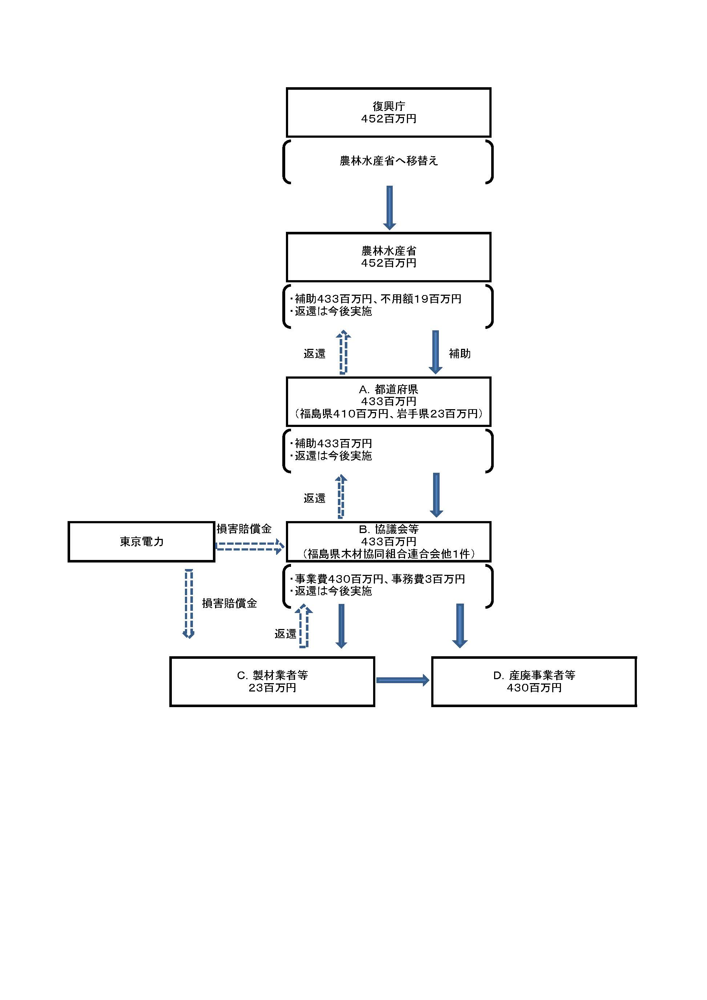 復興庁
452百万円
農林水産省へ移替え
農林水産省
452百万円
・補助433百万円、不用額19百万円
・返還は今後実施
返還
補助
A. 都道府県
433百万円
（福島県410百万円、岩手県23百万円）
・補助433百万円
・返還は今後実施
返還
東京電力
損害賠償金
B. 協議会等
433百万円
（福島県木材協同組合連合会他1件）
・事業費430百万円、事務費3百万円
・返還は今後実施
損害賠償金
返還
C. 製材業者等
23百万円
D. 産廃事業者等
430百万円